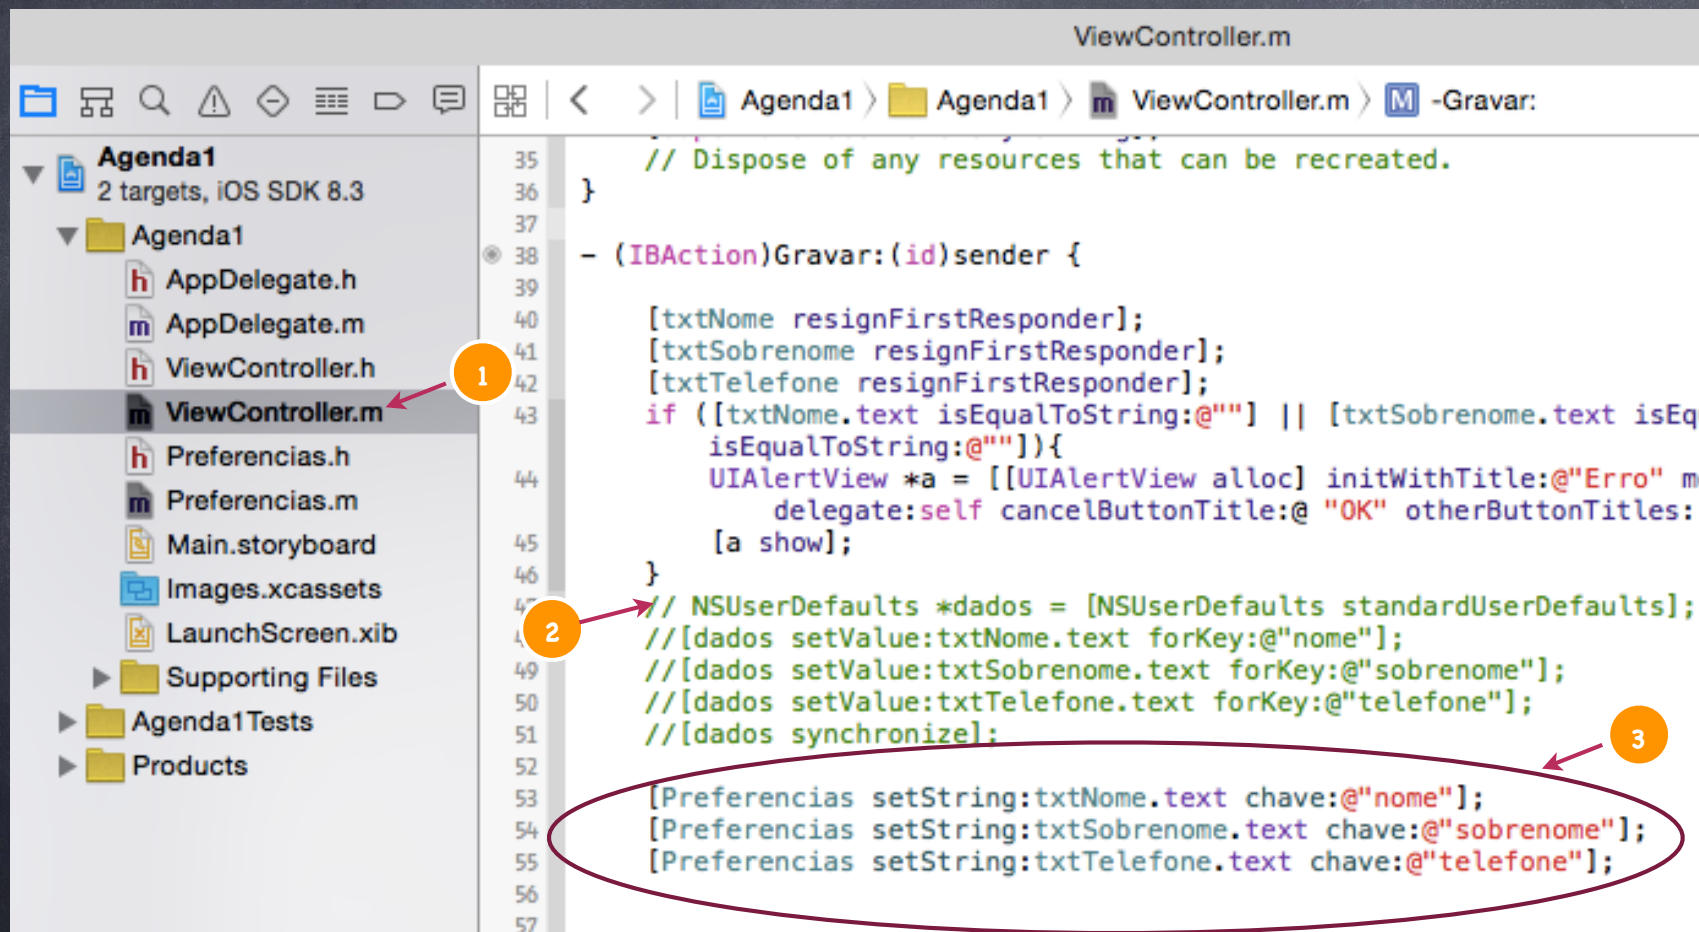 ViewController.m
Agenda1 Agenda1 m ViewController.m M -Gravar:
Agenda1
2 targets, iOS SDK 8.3
Agenda1
h AppDelegate.h
m AppDelegate.m
h ViewController.h
m ViewController.m
h Preferencias.h
m Preferencias.m
Main.storyboard
Images.xcassets
LaunchScreen.xib
Supporting Files
Agenda1Tests
Products
1
2
3
35 // Dispose of any resources that can be recreated.
36 }
37
38 - (IBAction)Gravar:(id)sender {
39
40 [txtNome resignFirstResponder];
41 [txtSobrenome resignFirstResponder];
42 [txtTelefone resignFirstResponder];
43 if ([txtNome.text isEqualToString:@""] || [txtSobrenome.text isEq
isEqualToString:@""]){
44 UIAlertView *a = [[UIAlertView alloc] initWithTitle:@"Erro" m
delegate:self cancelButtonTitle:@ "OK" otherButtonTitles:
45 [a show];
46 }
// NSUserDefaults *dados = [NSUserDefaults standardUserDefaults];
//[dados setValue:txtNome.text forKey:@"nome"];
49 //[dados setValue:txtSobrenome.text forKey:@"sobrenome"];
50 //[dados setValue:txtTelefone.text forKey:@"telefone"];
51 //[dados synchronize];
52
53 [Preferencias setString:txtNome.text chave:@"nome"];
54 [Preferencias setString:txtSobrenome.text chave:@"sobrenome"];
55 [Preferencias setString:txtTelefone.text chave:@"telefone"];
56
57